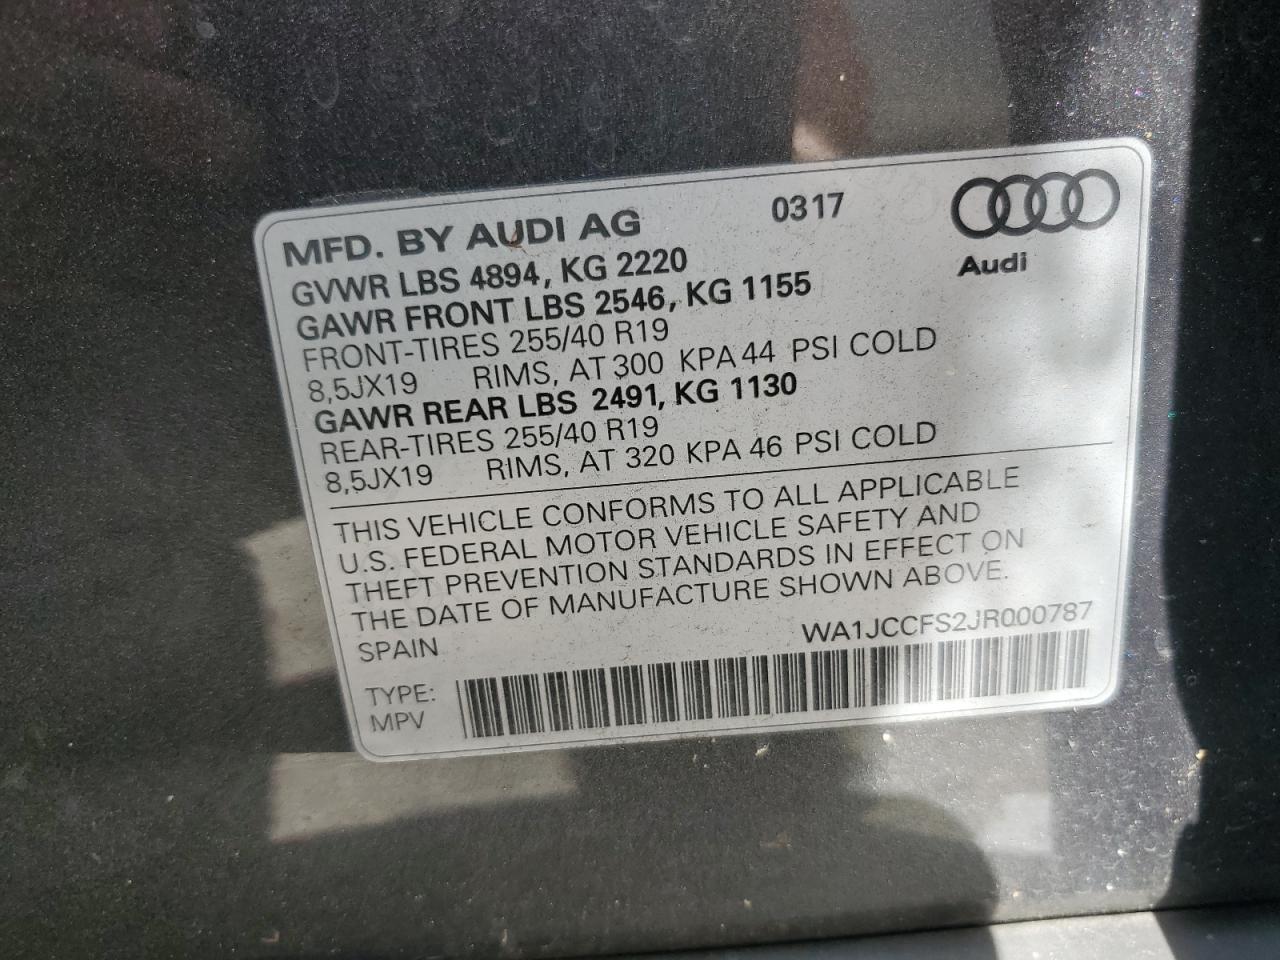 MFD. BY AUDI AG 0317
Audi
GVWR LBS 4894, KG 2220
GAWR FRONT LBS 2546, KG 1155
FRONT-TIRES 255/40 R19
8,5JX19 RIMS, AT 300 KPA 44 PSI COLD
GAWR REAR LBS 2491, KG 1130
REAR-TIRES 255/40 R19
8,5JX19 RIMS, AT 320 KPA 46 PSI COLD
THIS VEHICLE CONFORMS TO ALL APPLICABLE
U.S. FEDERAL MOTOR VEHICLE SAFETY AND
THEFT PREVENTION STANDARDS IN EFFECT ON
THE DATE OF MANUFACTURE SHOWN ABOVE.
SPAIN WA1JCCFS2JR000787
TYPE:
MPV